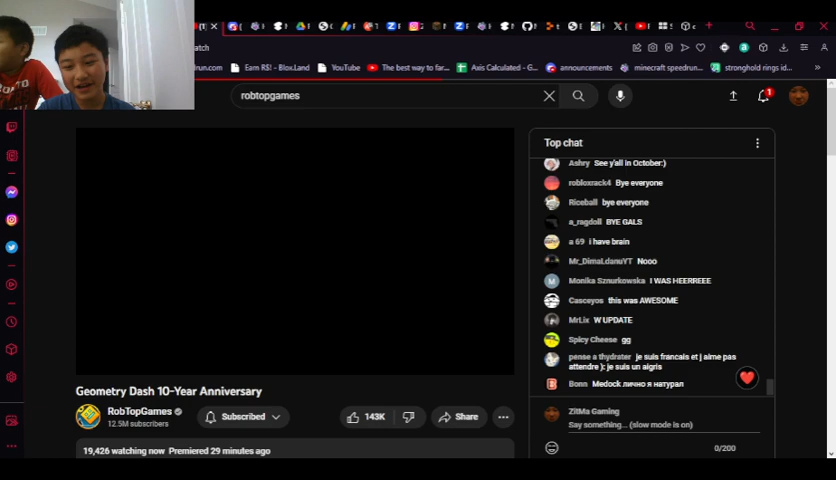 atch
drun.com Earn R$! - Blox.Land YouTube The best way to far... Axis Calculated - G... announcements minecraft speedrun... stronghold rings id... »
robtopgames
1
Top chat
Ashry See y'all in October:)
robloxrack4 Bye everyone
Riceball bye everyone
a_ragdoll BYE GALS
a 69 i have brain
Mr_DimaLdanuYT Nooo
Monika Sznurkowska I WAS HEERREEE
Casceyos this was AWESOME
MrLix W UPDATE
Spicy Cheese gg
pense a thydrater je suis francais et j aime pas
attendre ): je suis un aigris
Bonn Medock лично я натурал
Geometry Dash 10-Year Anniversary
RobTopGames
12.5M subscribers
Subscribed
143K
Share
ZitMa Gaming
Say something... (slow mode is on)
0/200
19,426 watching now Premiered 29 minutes ago